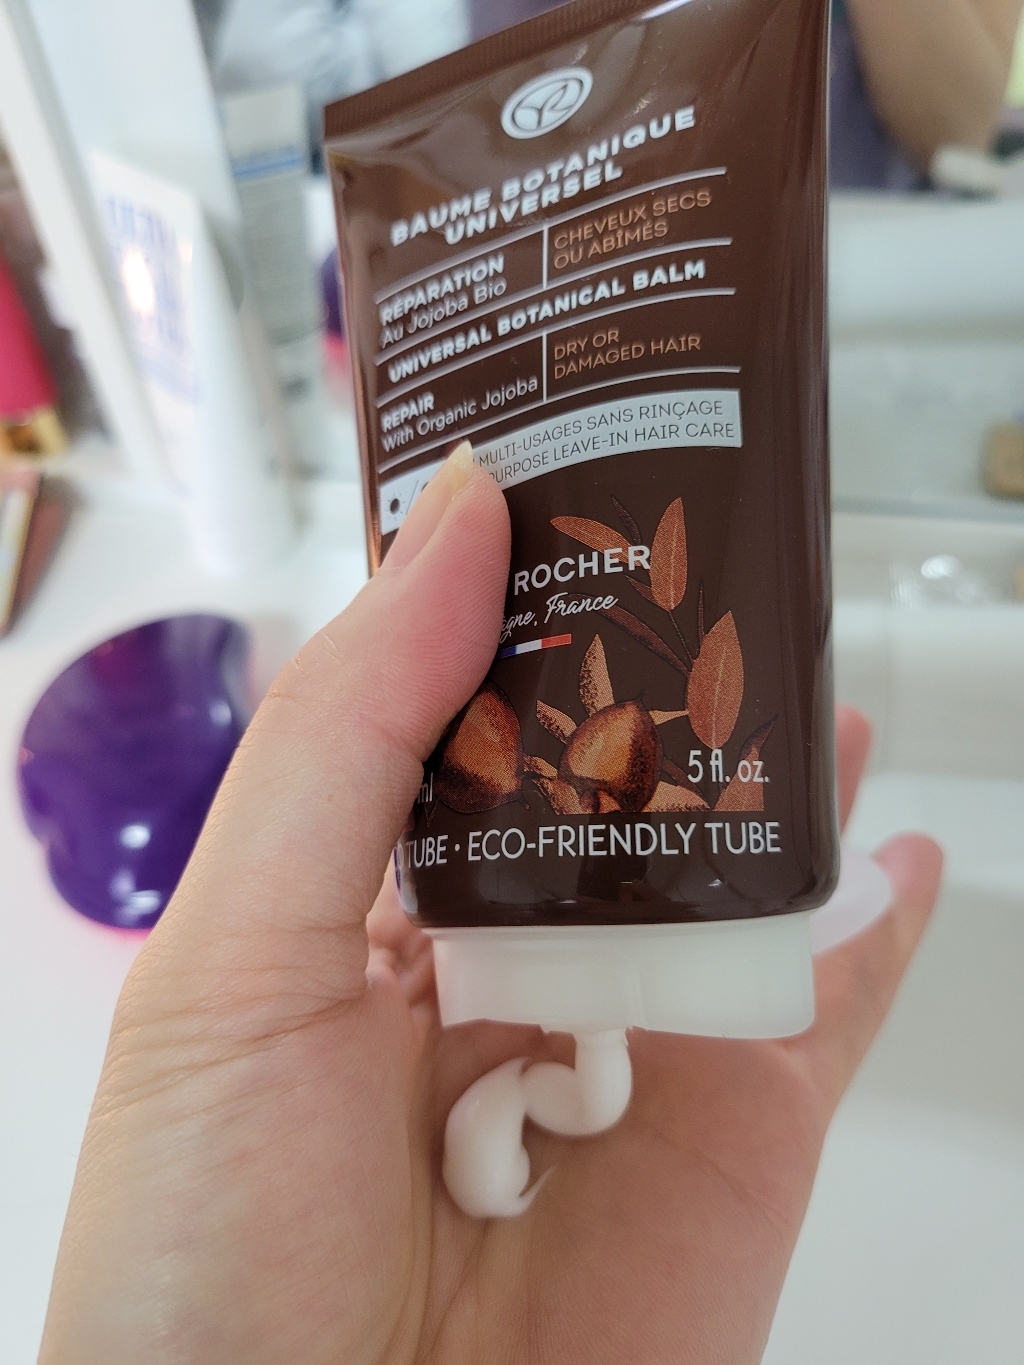 BAUME BOTANIQUE
UNIVERSEL
RÉPARATION
Au Jojoba Bio
CHEVEUX SECS
OU ABÎMÉS
UNIVERSAL BOTANICAL BALM
REPAIR
With Organic Jojoba
DRY OR
DAMAGED HAIR
MULTI-USAGES SANS RINÇAGE
PURPOSE LEAVE-IN HAIR CARE
ROCHER
France
ml
5 fl. oz.
TUBE • ECO-FRIENDLY TUBE